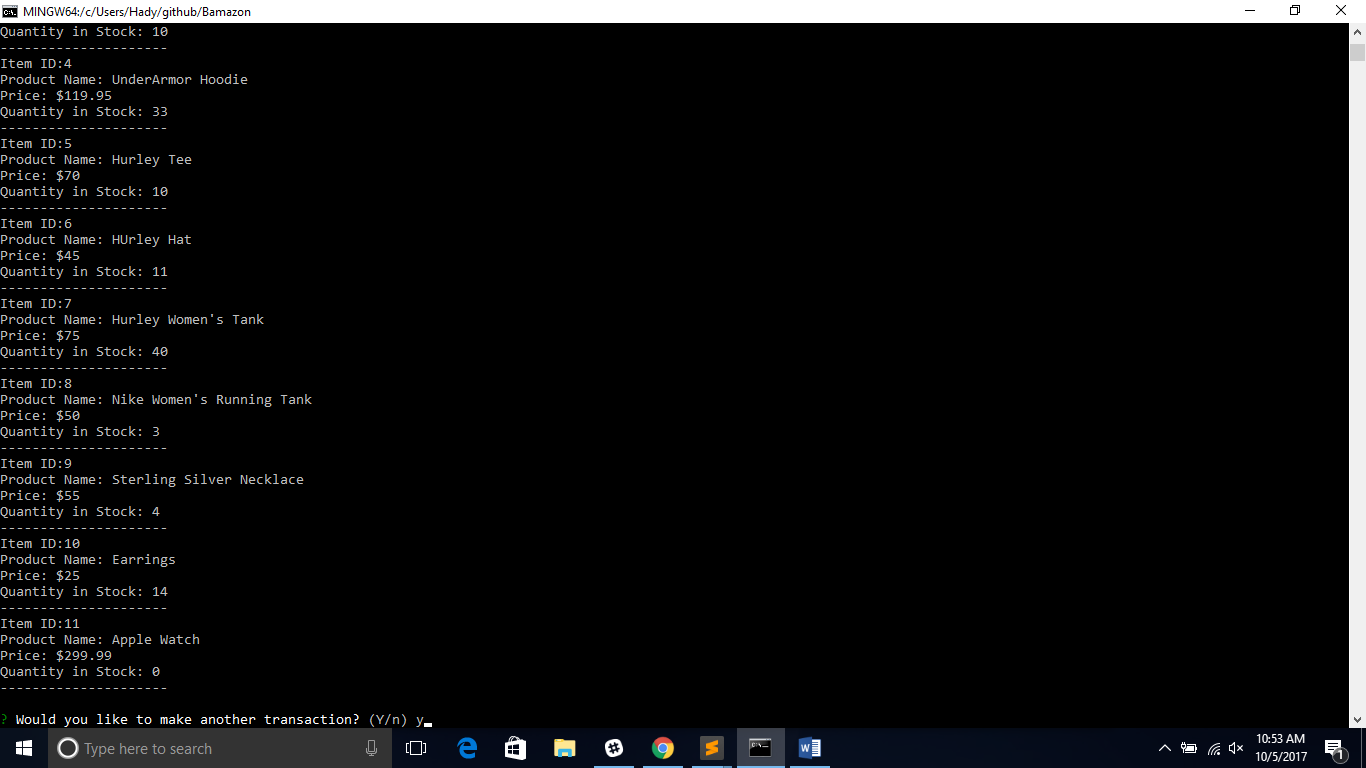 MINGW64:/c/Users/Hady/github/Bamazon
Quantity in Stock: 10
---------------------
Item ID:4
Product Name: UnderArmor Hoodie
Price: $119.95
Quantity in Stock: 33
---------------------
Item ID:5
Product Name: Hurley Tee
Price: $70
Quantity in Stock: 10
---------------------
Item ID:6
Product Name: HUrley Hat
Price: $45
Quantity in Stock: 11
---------------------
Item ID:7
Product Name: Hurley Women's Tank
Price: $75
Quantity in Stock: 40
---------------------
Item ID:8
Product Name: Nike Women's Running Tank
Price: $50
Quantity in Stock: 3
---------------------
Item ID:9
Product Name: Sterling Silver Necklace
Price: $55
Quantity in Stock: 4
---------------------
Item ID:10
Product Name: Earrings
Price: $25
Quantity in Stock: 14
---------------------
Item ID:11
Product Name: Apple Watch
Price: $299.99
Quantity in Stock: 0
---------------------
? Would you like to make another transaction? (Y/n) y
Type here to search
10:53 AM
10/5/2017
1